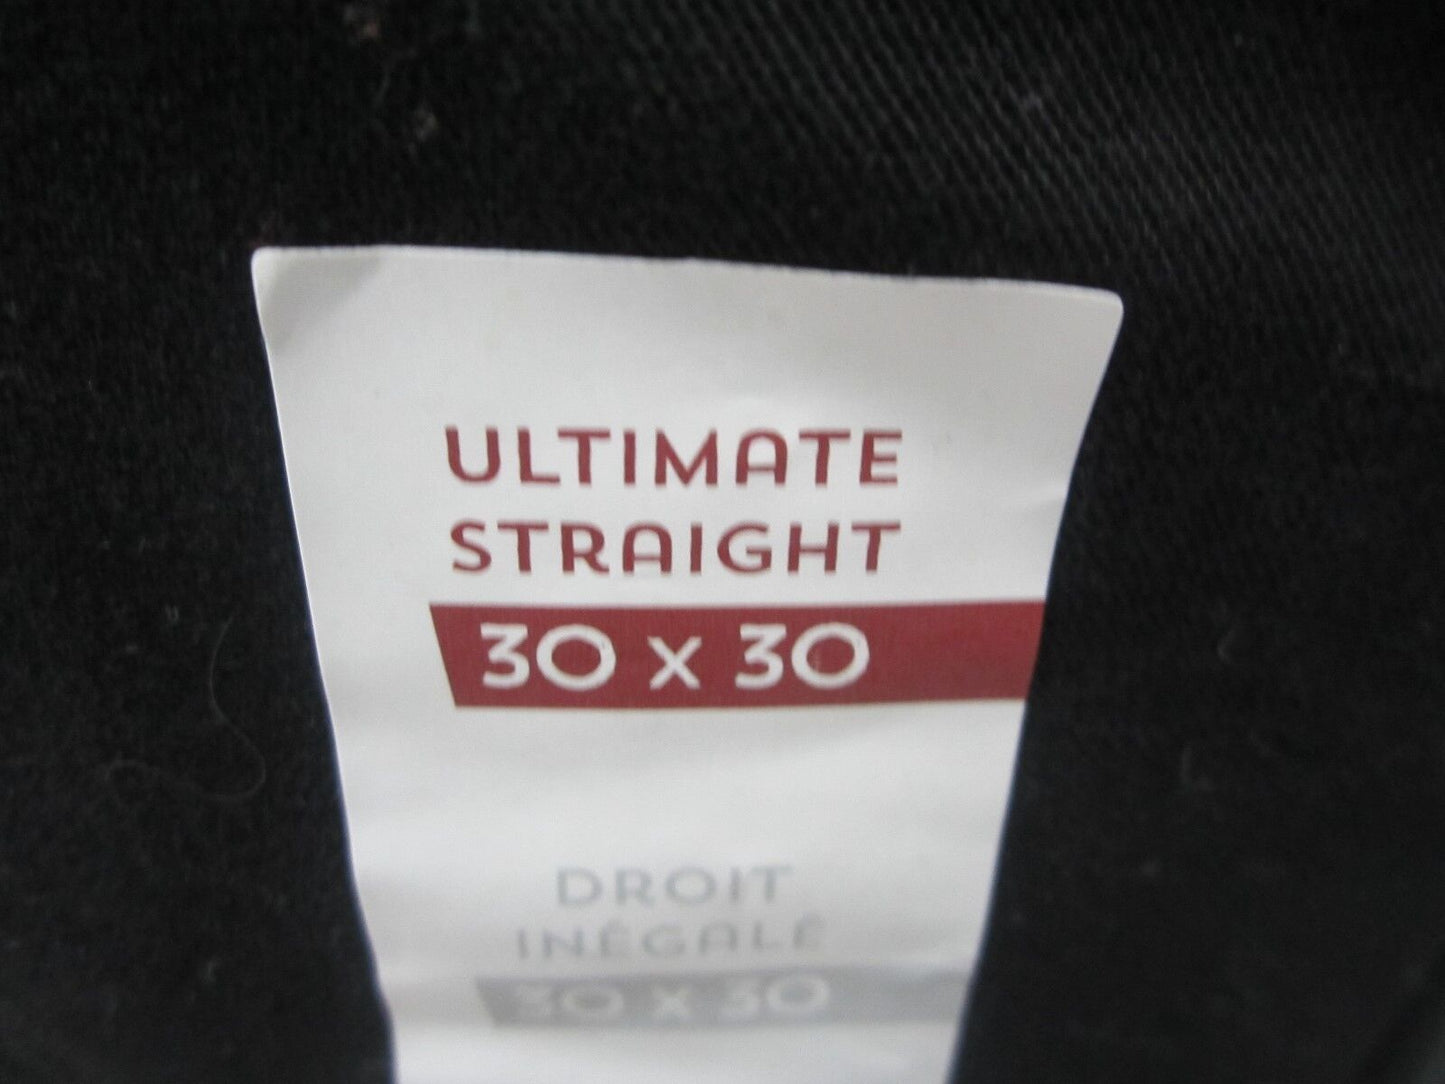 ULTIMATE
STRAIGHT
30 x 30
DROIT
INÉGALÉ
30 x 30